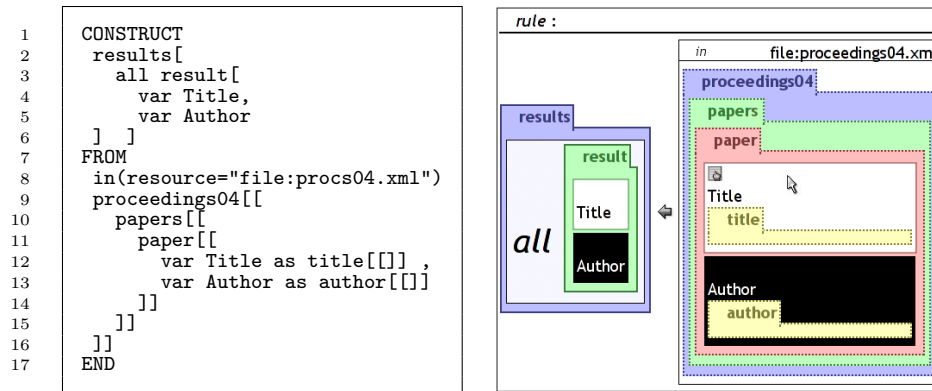 1 CONSTRUCT
2 results[
3 all result[
4 var Title,
5 var Author
6 ] ]
7 FROM
8 in(resource="file:procs04.xml")
9 proceedings04[[
10 papers[[
11 paper[[
12 var Title as title[[]] ,
13 var Author as author[[]]
14 ]]
15 ]]
16 ]]
17 END
rule :
in file:proceedings04.xm
proceedings04
papers
paper
Title
title
Author
author
results
result
all
Title
Author